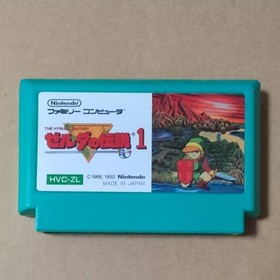 Nintendo
ファミリー コンピュータ
THE HYRULE FANTASY
ゼルダの伝説1
HVC-ZL
©1986, 1992 Nintendo
MADE IN JAPAN